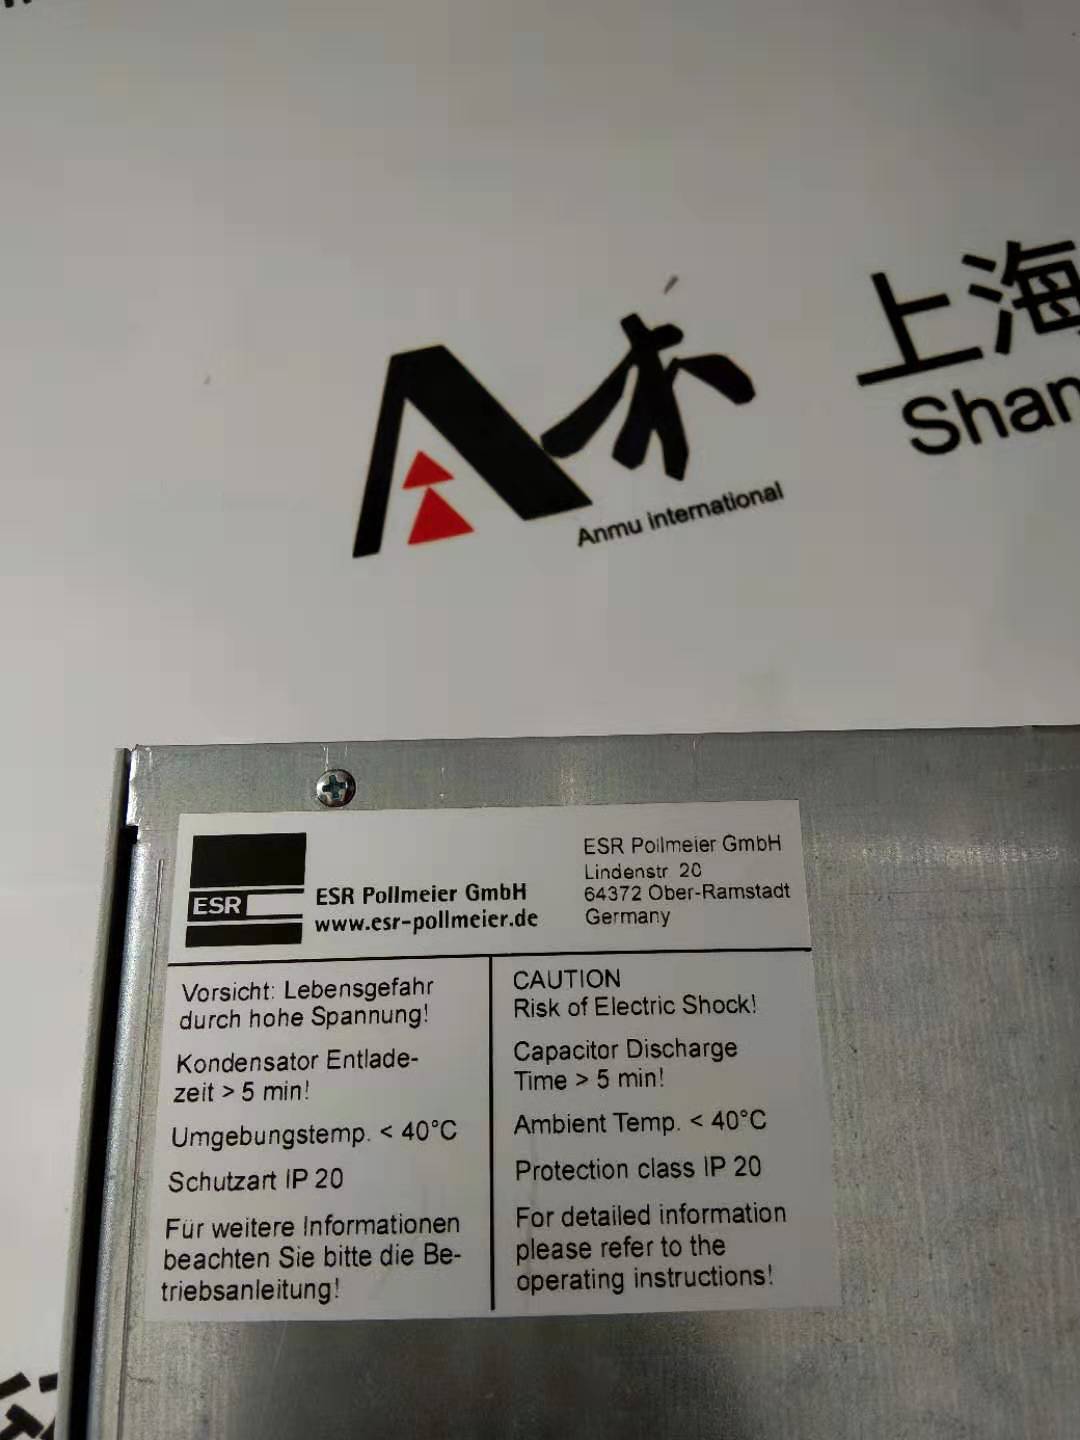 木
Anmu international
上海
Shan
ESR
ESR Pollmeier GmbH
www.esr-pollmeier.de
ESR Pollmeier GmbH
Lindenstr 20
64372 Ober-Ramstadt
Germany
Vorsicht: Lebensgefahr
durch hohe Spannung!
Kondensator Entlade-
zeit > 5 min!
Umgebungstemp. < 40°C
Schutzart IP 20
Für weitere Informationen
beachten Sie bitte die Be-
triebsanleitung!
CAUTION
Risk of Electric Shock!
Capacitor Discharge
Time > 5 min!
Ambient Temp. < 40°C
Protection class IP 20
For detailed information
please refer to the
operating instructions!